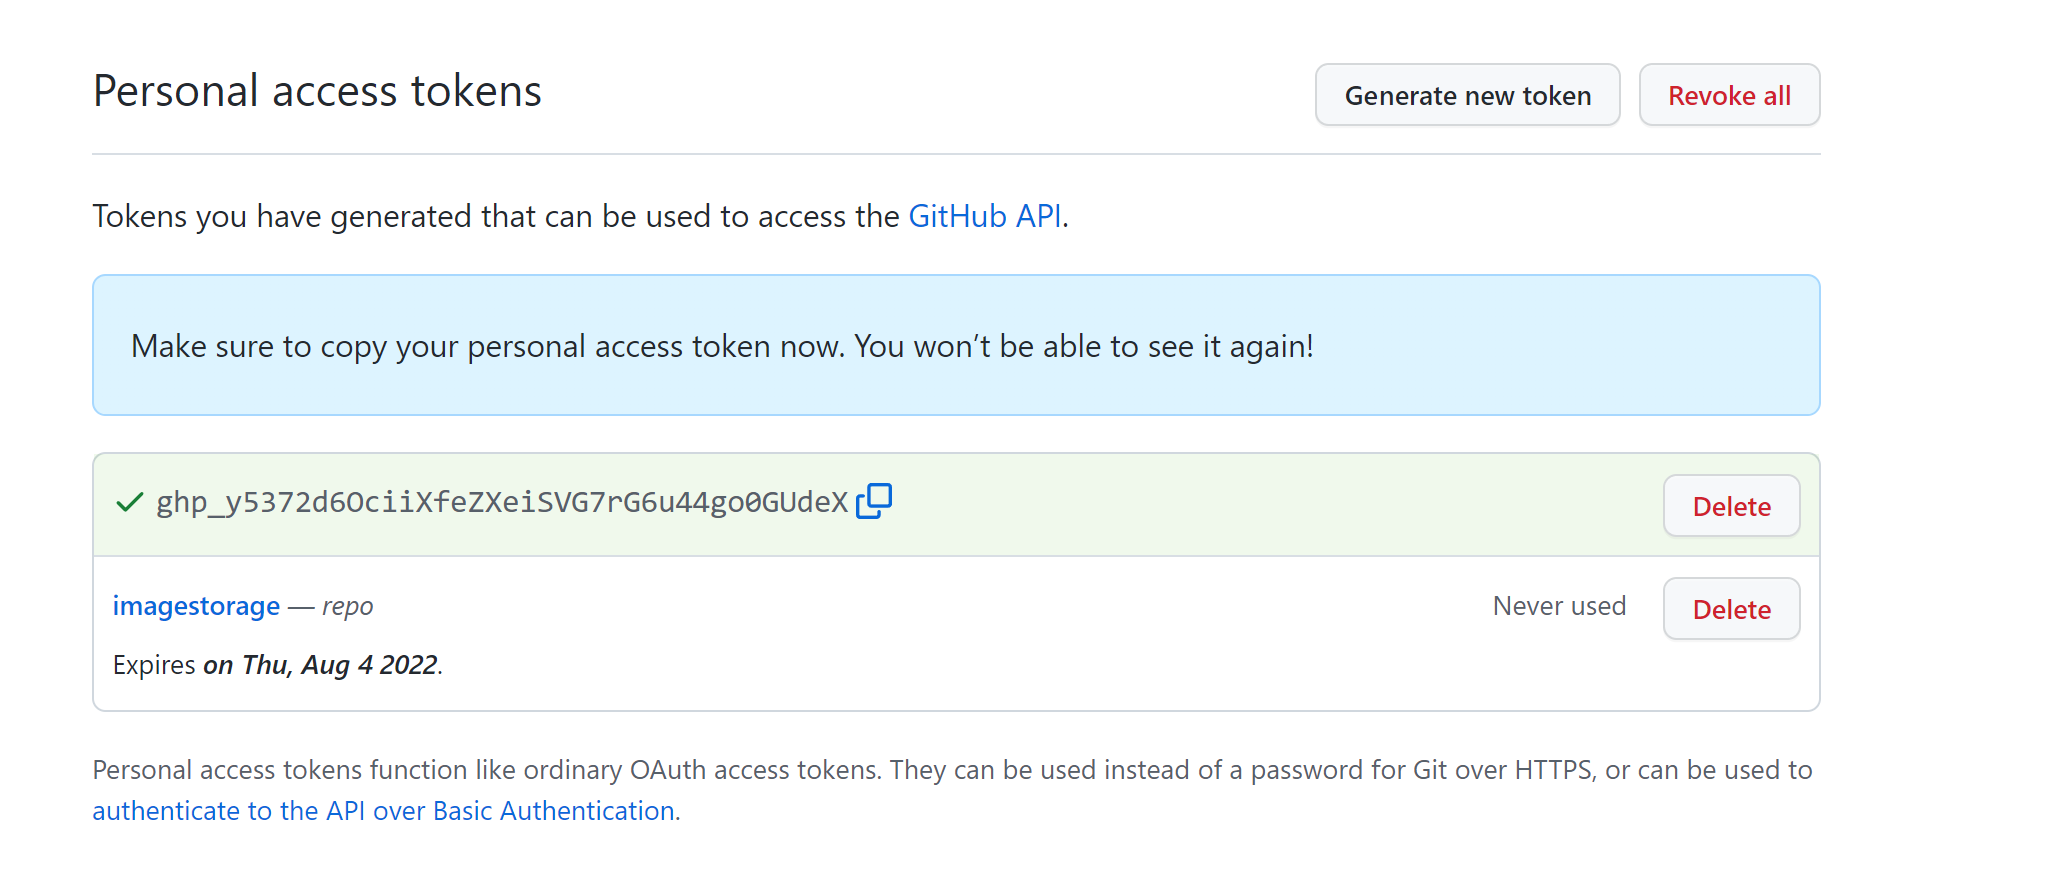 Personal access tokens
Generate new token
Revoke all
Tokens you have generated that can be used to access the GitHub API.
Make sure to copy your personal access token now. You won’t be able to see it again!
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
Delete
imagestorage — repo
Never used
Delete
Expires on Thu, Aug 4 2022.
Personal access tokens function like ordinary OAuth access tokens. They can be used instead of a password for Git over HTTPS, or can be used to
authenticate to the API over Basic Authentication.